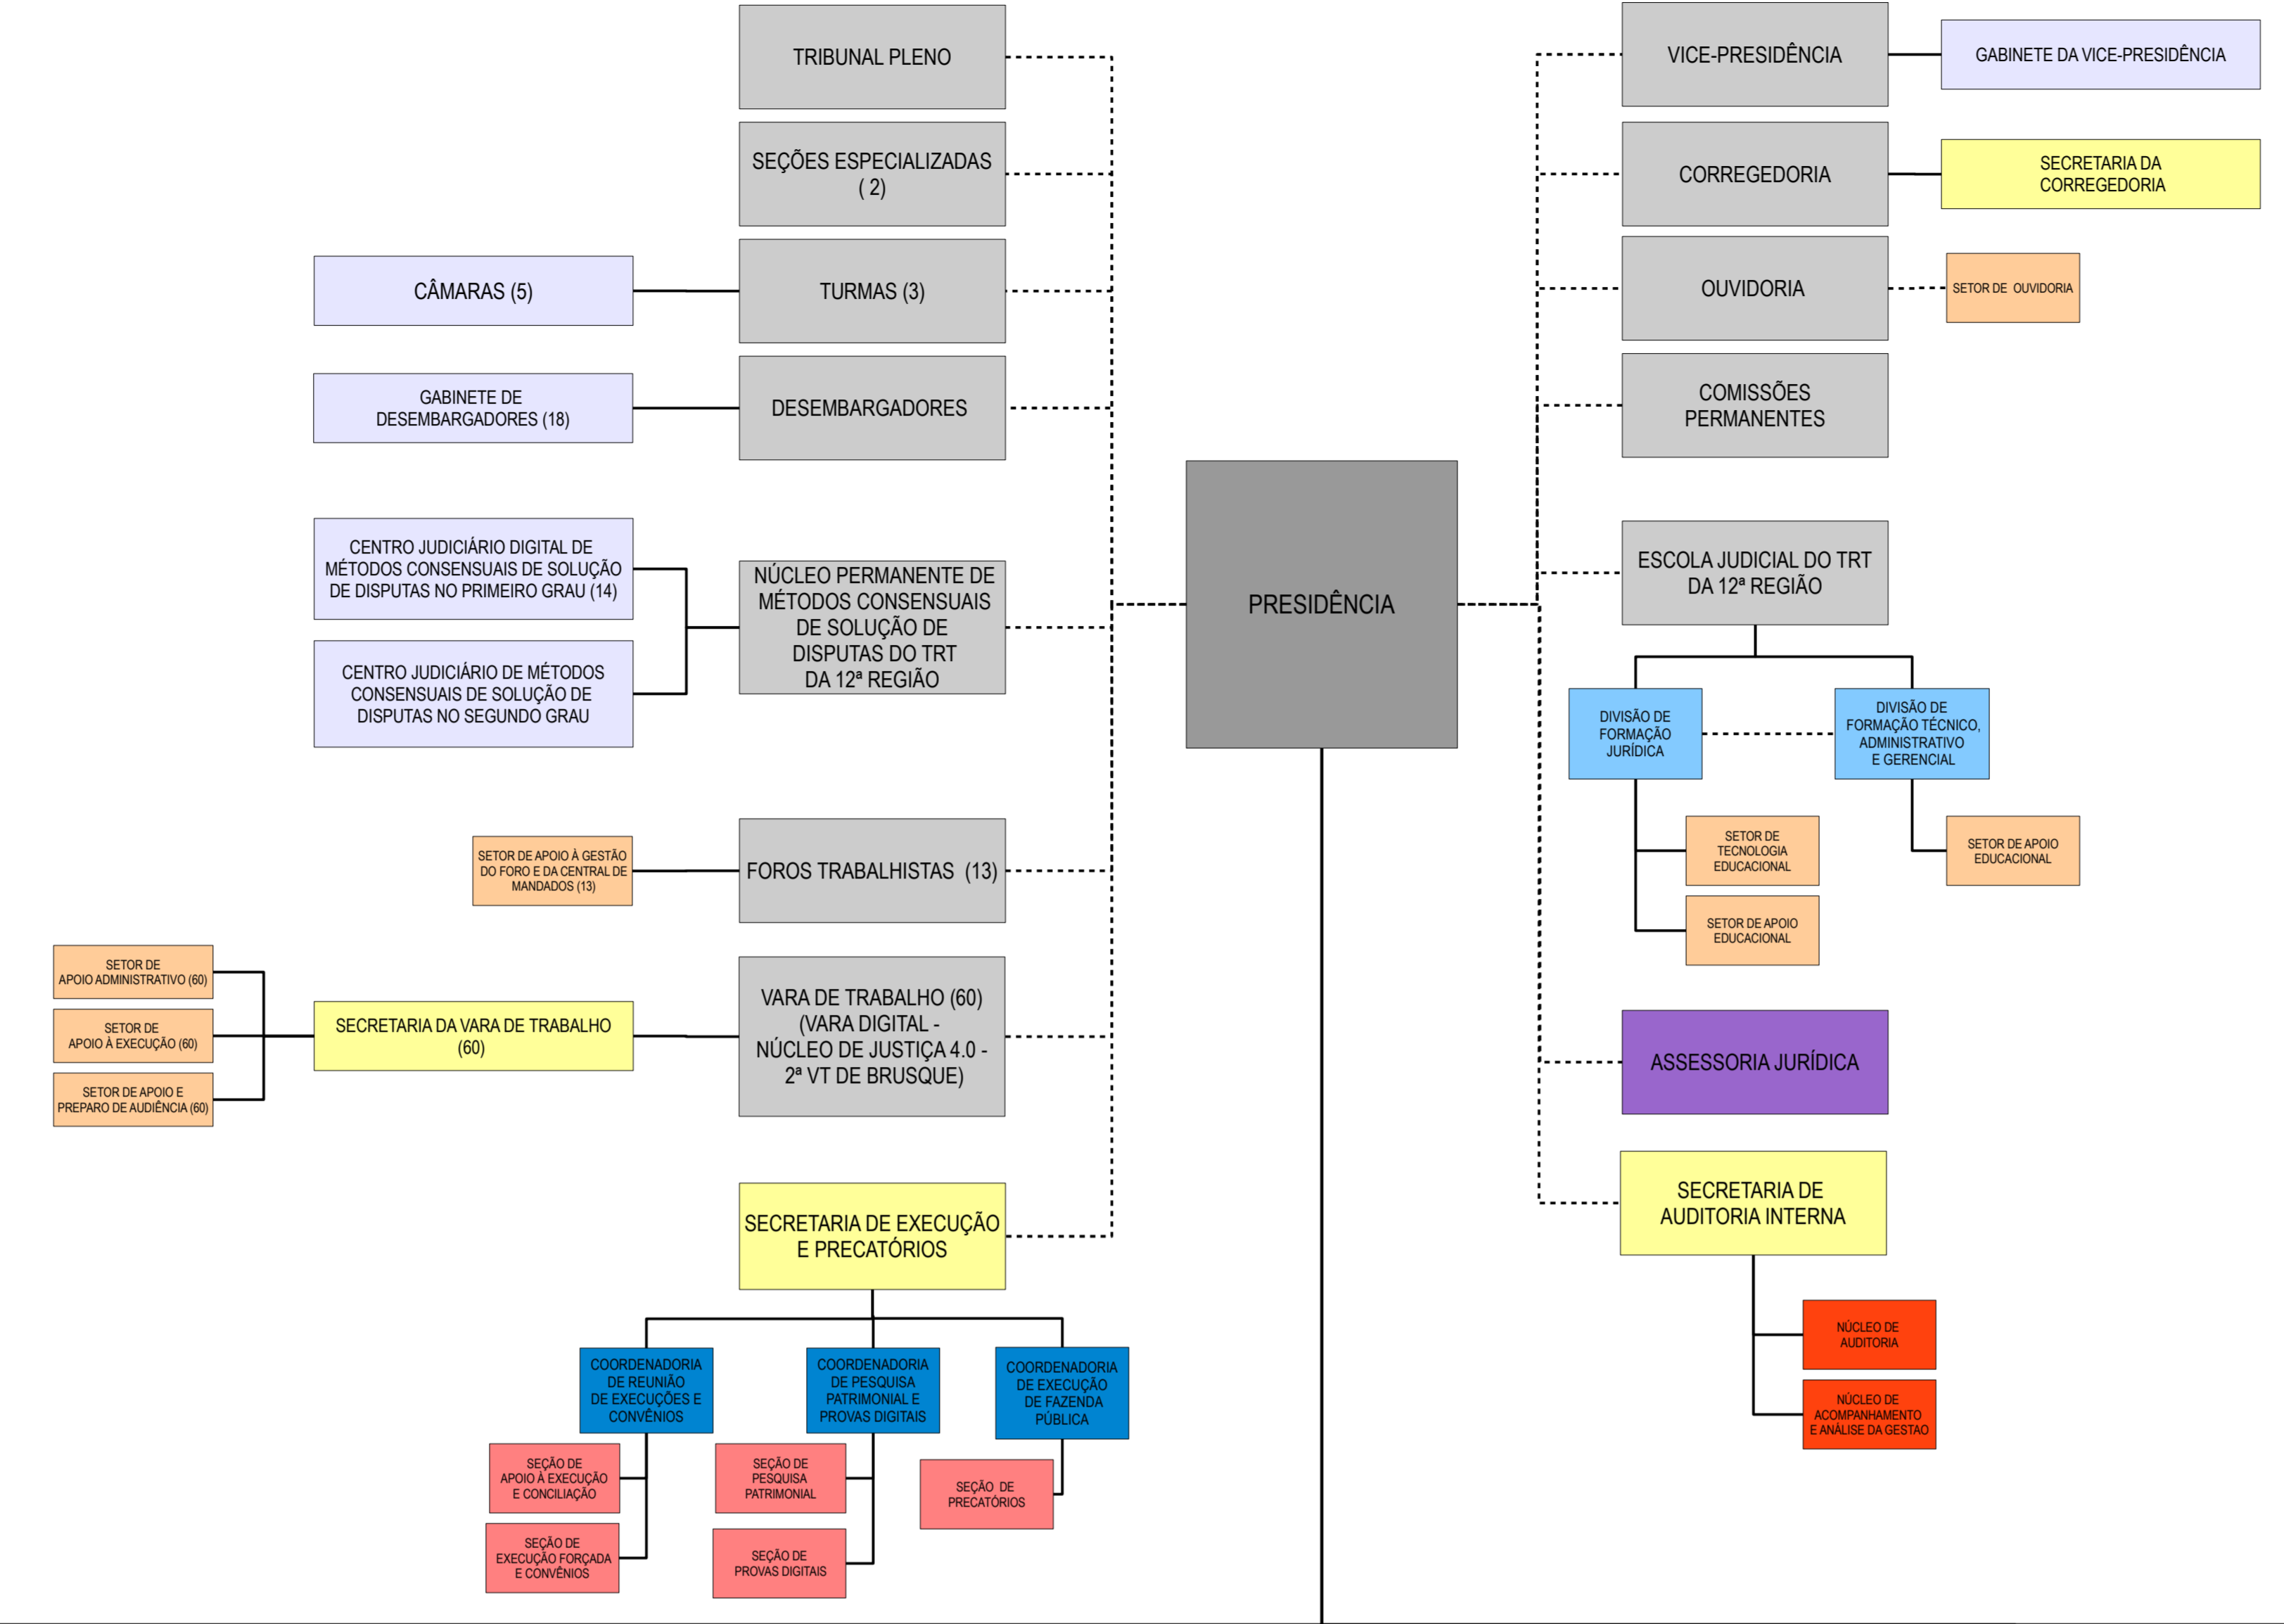 TRIBUNAL PLENO
SEÇÕES ESPECIALIZADAS
( 2)
CÂMARAS (5)
TURMAS (3)
GABINETE DE
DESEMBARGADORES (18)
DESEMBARGADORES
CENTRO JUDICIÁRIO DIGITAL DE
MÉTODOS CONSENSUAIS DE SOLUÇÃO
DE DISPUTAS NO PRIMEIRO GRAU (14)
CENTRO JUDICIÁRIO DE MÉTODOS
CONSENSUAIS DE SOLUÇÃO DE
DISPUTAS NO SEGUNDO GRAU
NÚCLEO PERMANENTE DE
MÉTODOS CONSENSUAIS
DE SOLUÇÃO DE
DISPUTAS DO TRT
DA 12ª REGIÃO
SETOR DE APOIO À GESTÃO
DO FORO E DA CENTRAL DE
MANDADOS (13)
FOROS TRABALHISTAS (13)
SETOR DE
APOIO ADMINISTRATIVO (60)
SETOR DE
APOIO À EXECUÇÃO (60)
SETOR DE APOIO E
PREPARO DE AUDIÊNCIA (60)
SECRETARIA DA VARA DE TRABALHO
(60)
VARA DE TRABALHO (60)
(VARA DIGITAL -
NÚCLEO DE JUSTIÇA 4.0 -
2ª VT DE BRUSQUE)
SECRETARIA DE EXECUÇÃO
E PRECATÓRIOS
COORDENADORIA
DE REUNIÃO
DE EXECUÇÕES E
CONVÊNIOS
SEÇÃO DE
APOIO À EXECUÇÃO
E CONCILIAÇÃO
SEÇÃO DE
EXECUÇÃO FORÇADA
E CONVÊNIOS
COORDENADORIA
DE PESQUISA
PATRIMONIAL E
PROVAS DIGITAIS
SEÇÃO DE
PESQUISA
PATRIMONIAL
SEÇÃO DE
PROVAS DIGITAIS
COORDENADORIA
DE EXECUÇÃO
DE FAZENDA
PÚBLICA
SEÇÃO DE
PRECATÓRIOS
PRESIDÊNCIA
VICE-PRESIDÊNCIA
GABINETE DA VICE-PRESIDÊNCIA
CORREGEDORIA
SECRETARIA DA
CORREGEDORIA
OUVIDORIA
SETOR DE OUVIDORIA
COMISSÕES
PERMANENTES
ESCOLA JUDICIAL DO TRT
DA 12ª REGIÃO
DIVISÃO DE
FORMAÇÃO
JURÍDICA
SETOR DE
TECNOLOGIA
EDUCACIONAL
SETOR DE APOIO
EDUCACIONAL
DIVISÃO DE
FORMAÇÃO TÉCNICO,
ADMINISTRATIVO
E GERENCIAL
SETOR DE APOIO
EDUCACIONAL
ASSESSORIA JURÍDICA
SECRETARIA DE
AUDITORIA INTERNA
NÚCLEO DE
AUDITORIA
NÚCLEO DE
ACOMPANHAMENTO
E ANÁLISE DA GESTAO